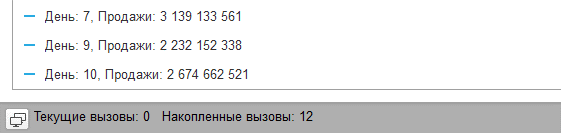 День: 7, Продажи: 3 139 133 561
День: 9, Продажи: 2 232 152 338
День: 10, Продажи: 2 674 662 521
Текущие вызовы: 0 Накопленные вызовы: 12